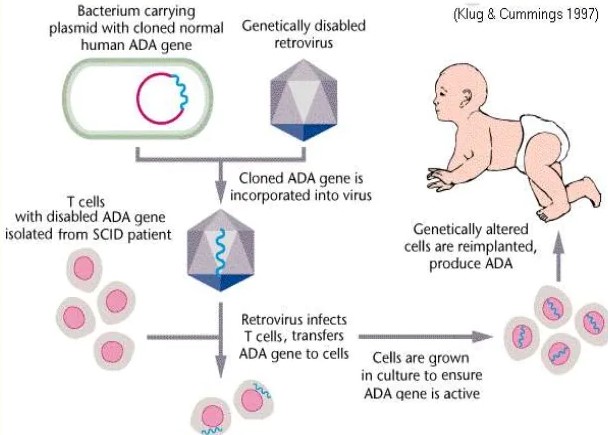 Bacterium carrying
plasmid with cloned normal
human ADA gene
Genetically disabled
retrovirus
(Klug & Cummings 1997)
Cloned ADA gene is
incorporated into virus
T cells
with disabled ADA gene
isolated from SCID patient
Genetically altered
cells are reimplanted,
produce ADA
Retrovirus infects
T cells, transfers
ADA gene to cells
Cells are grown
in culture to ensure
ADA gene is active